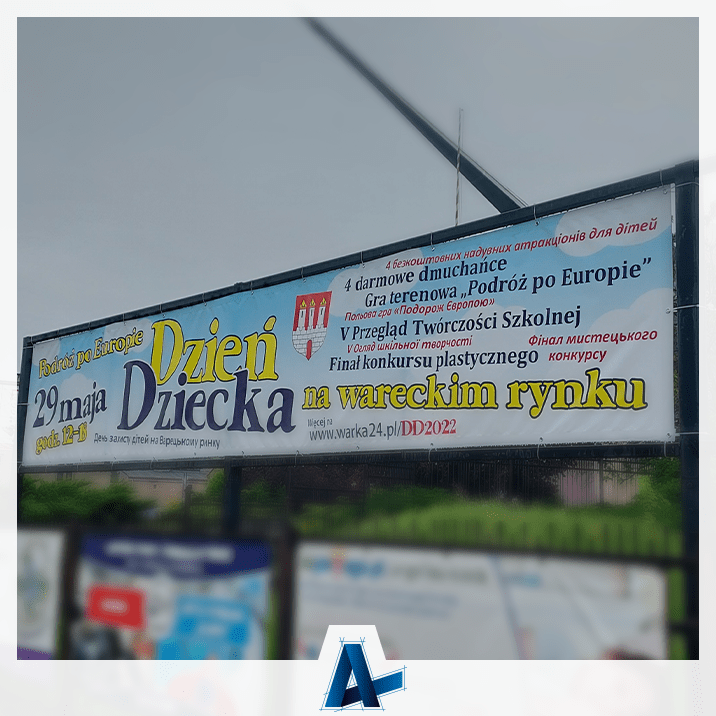 Podróż po Europie
Dzień
Dziecka
29 maja
godz. 12-18
День захисту дітей на Варецькому ринку
4 безкоштовних надувних атракціонів для дітей
4 darmowe dmuchańce
Gra terenowa „Podróż po Europie”
Польова гра «Подорож Європою»
V Przegląd Twórczości Szkolnej
V Огляд шкільної творчості
Finał konkursu plastycznego
Фінал мистецького
конкурсу
na wareckim rynku
Więcej na
www.warka24.pl/DD2022